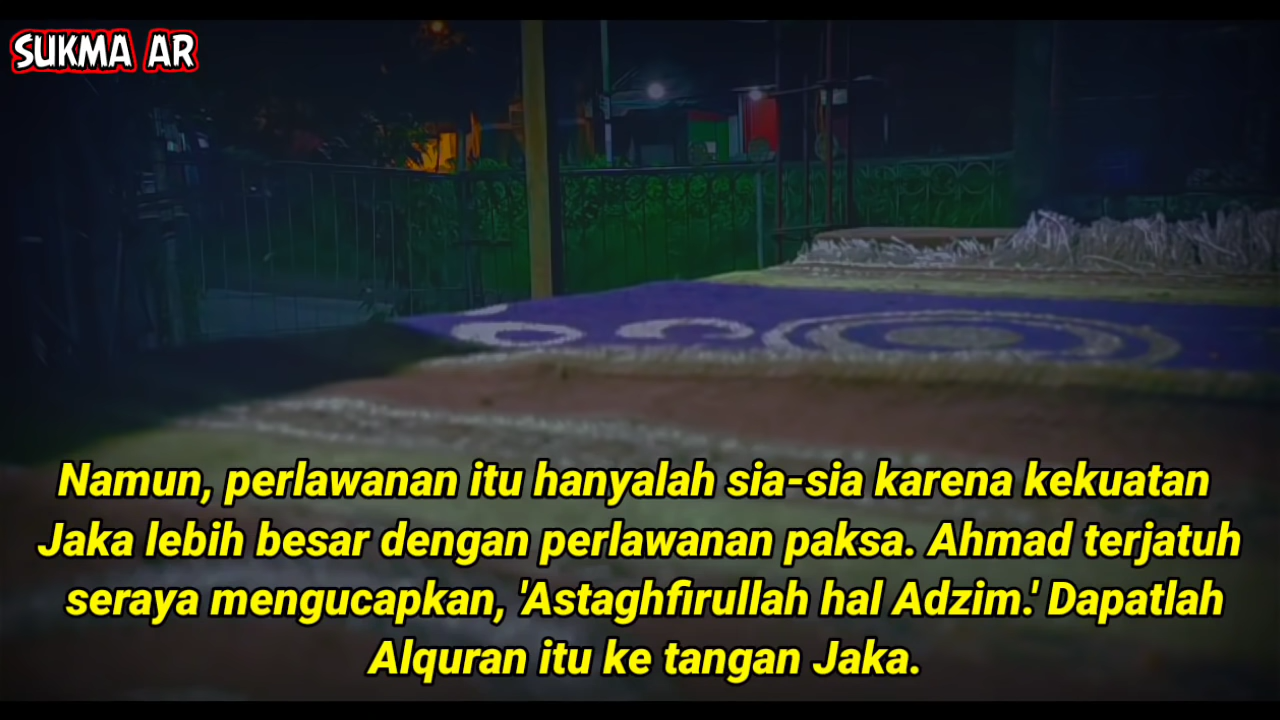 SUKMA AR
Namun, perlawanan itu hanyalah sia-sia karena kekuatan
Jaka lebih besar dengan perlawanan paksa. Ahmad terjatuh
seraya mengucapkan, 'Astaghfirullah hal Adzim.' Dapatlah
Alquran itu ke tangan Jaka.